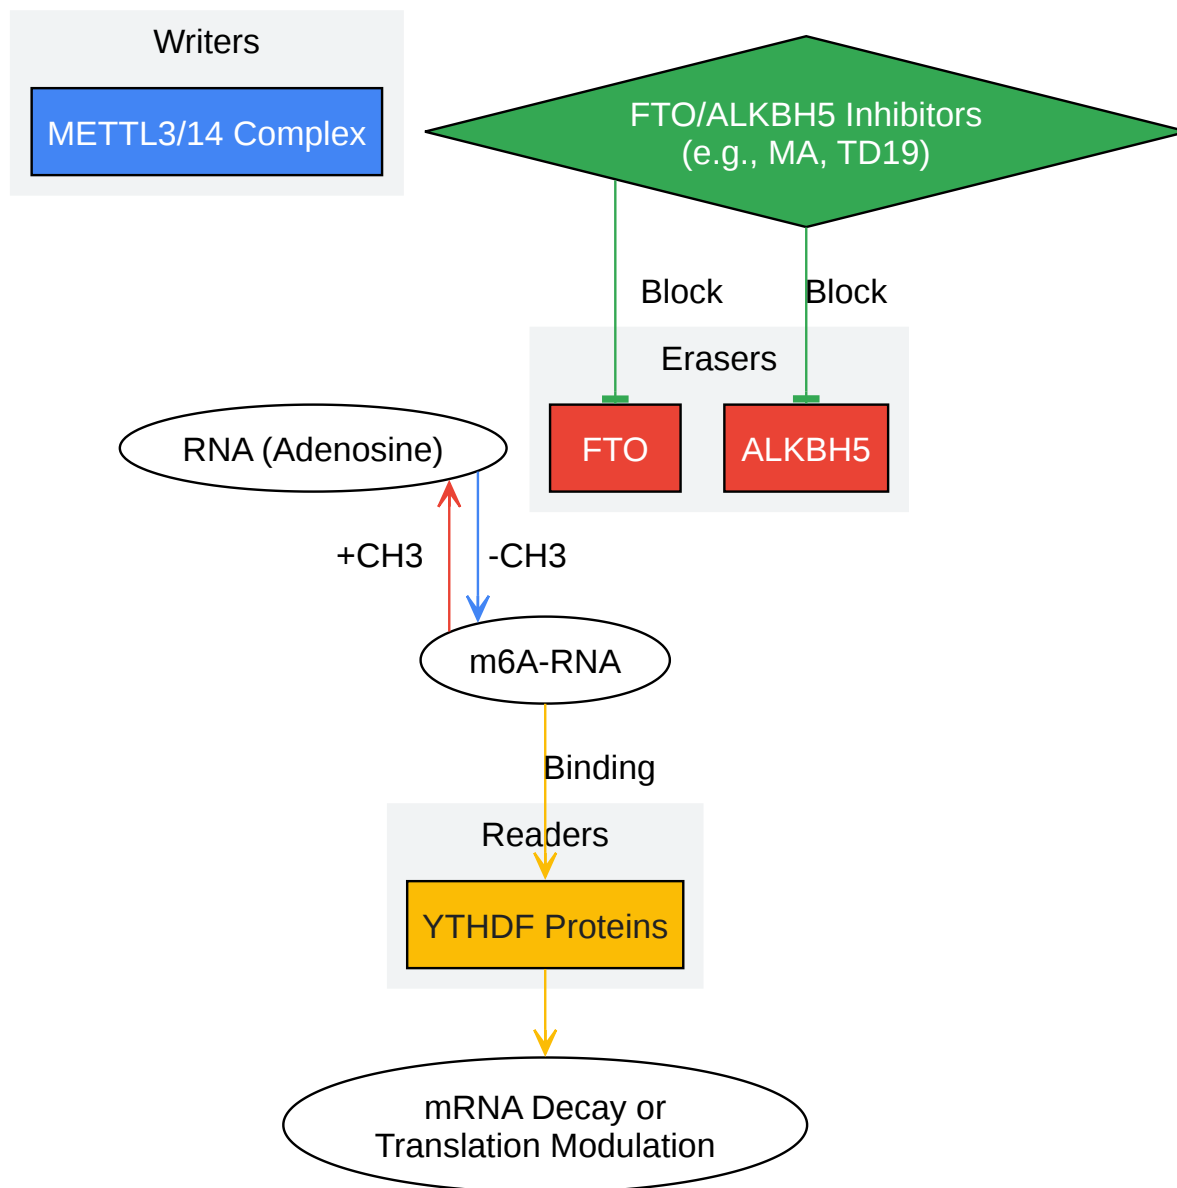 Writers
METTL3/14 Complex
FTO/ALKBH5 Inhibitors
(e.g., MA, TD19)
Block
Block
Erasers
FTO
ALKBH5
RNA (Adenosine)
+CH3
-CH3
m6A-RNA
Binding
Readers
YTHDF Proteins
mRNA Decay or
Translation Modulation